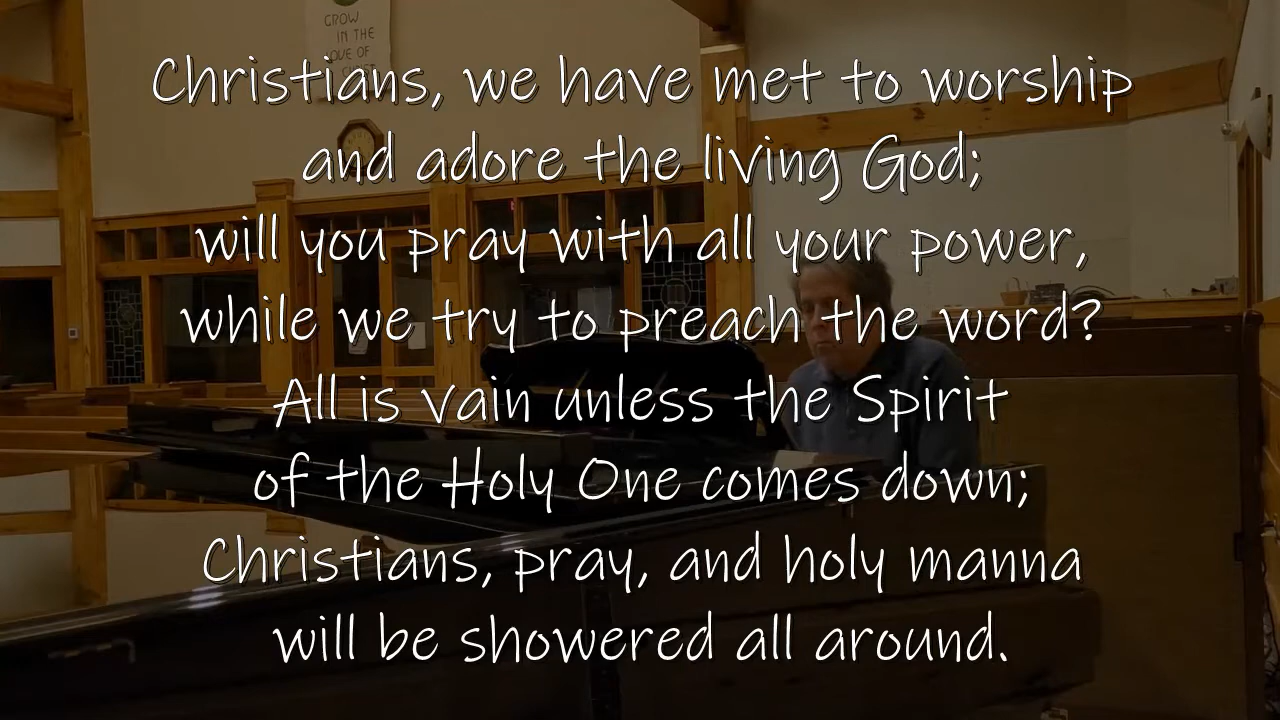 GROW
IN THE
LOVE OF
Christians, we have met to worship
and adore the living God;
will you pray with all your power,
while we try to preach the word?
All is vain unless the Spirit
of the Holy One comes down;
Christians, pray, and holy manna
will be showered all around.